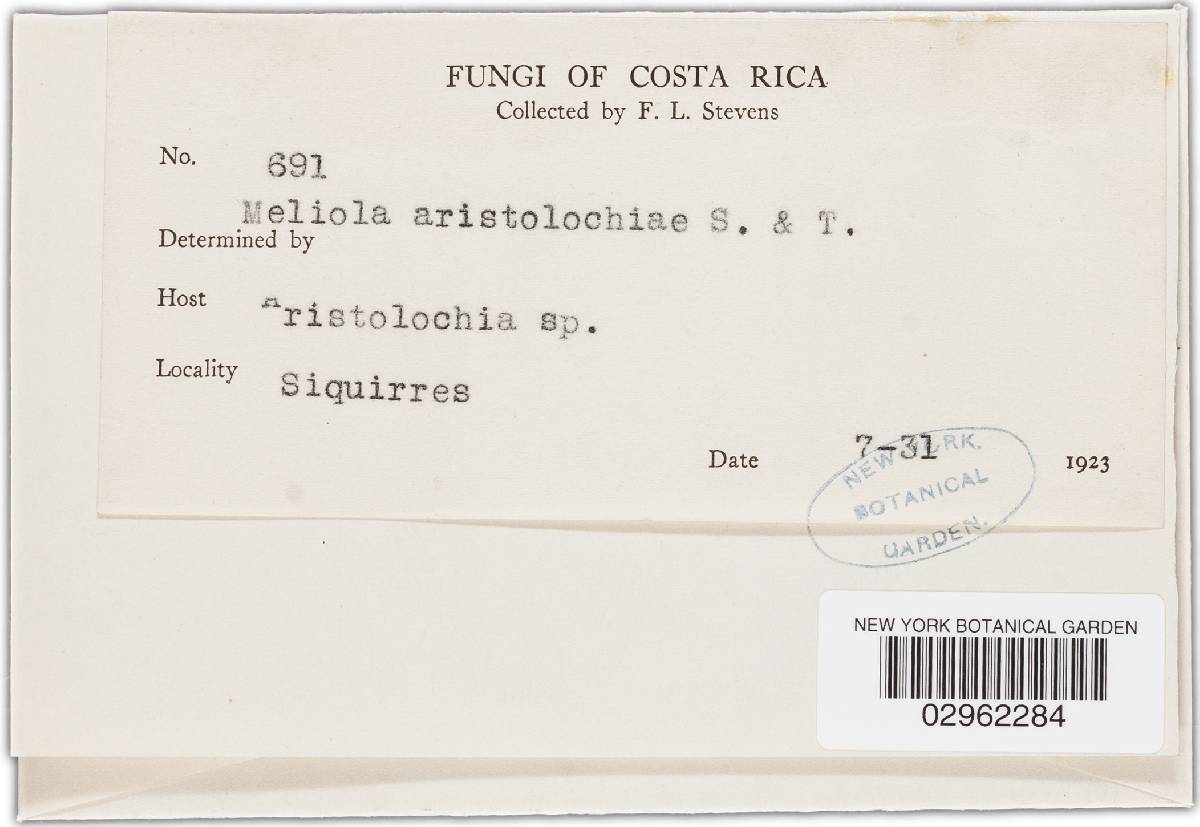 FUNGI OF COSTA RICA
Collected by F. L. Stevens
No. 691
Meliola aristolochiae S. & T.
Determined by
Host Aristolochia sp.
Locality Siquirres
Date 7-31 1923
NEW YORK.
BOTANICAL
GARDEN.
NEW YORK BOTANICAL GARDEN
02962284